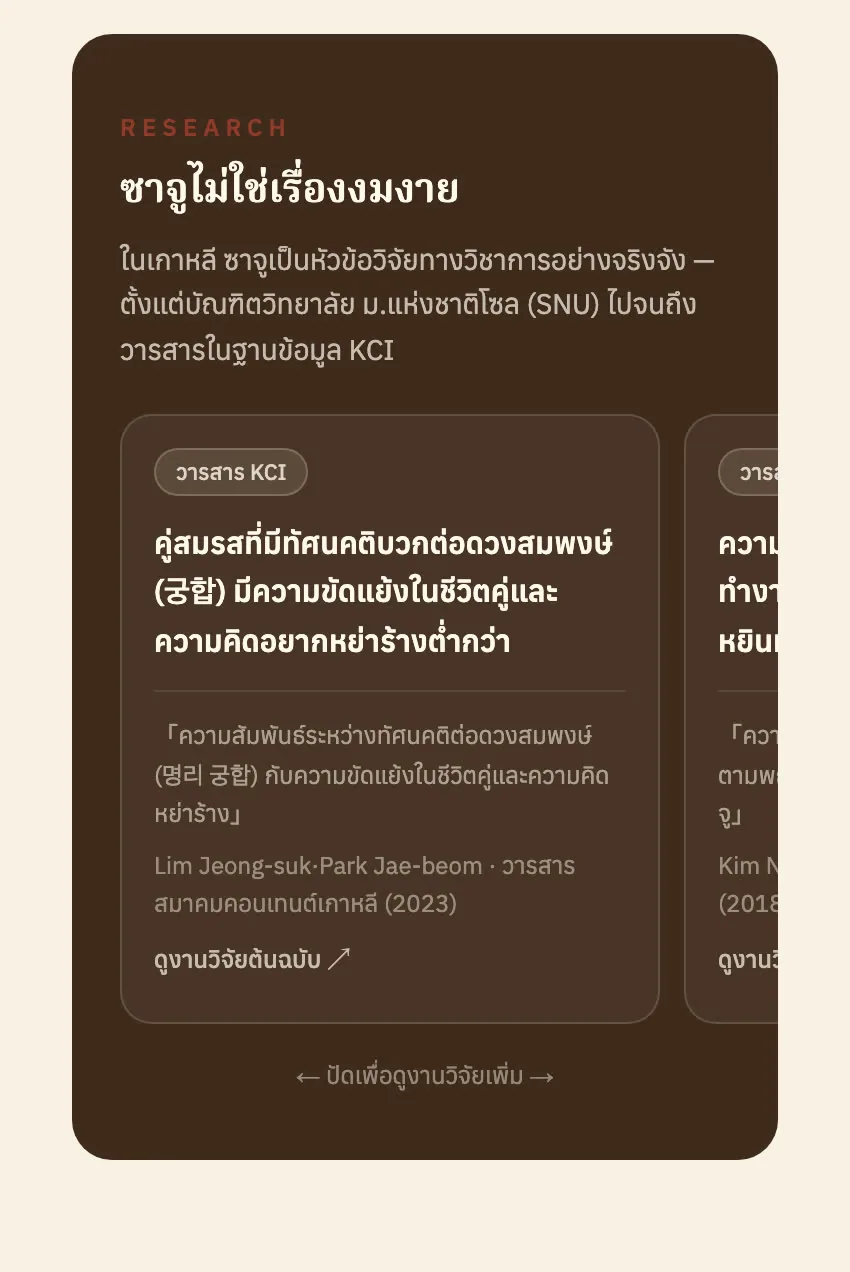 RESEARCH
ซาจูไม่ใช่เรื่องงมงาย
ในเกาหลี ซาจูเป็นหัวข้อวิจัยทางวิชาการอย่างจริงจัง —
ตั้งแต่บัณฑิตวิทยาลัย ม.แห่งชาติโซล (SNU) ไปจนถึง
วารสารในฐานข้อมูล KCI
วารสาร KCI
คู่สมรสที่มีทัศนคติบวกต่อดวงสมพงษ์
(궁합) มีความขัดแย้งในชีวิตคู่และ
ความคิดอยากหย่าร้างต่ำกว่า
「ความสัมพันธ์ระหว่างทัศนคติต่อดวงสมพงษ์
(명리 궁합) กับความขัดแย้งในชีวิตคู่และความคิด
หย่าร้าง」
Lim Jeong-suk·Park Jae-beom · วารสาร
สมาคมคอนเทนต์เกาหลี (2023)
ดูงานวิจัยต้นฉบับ ↗
ตามพ
จู」
Kim N
(2018
← ปัดเพื่อดูงานวิจัยเพิ่ม →